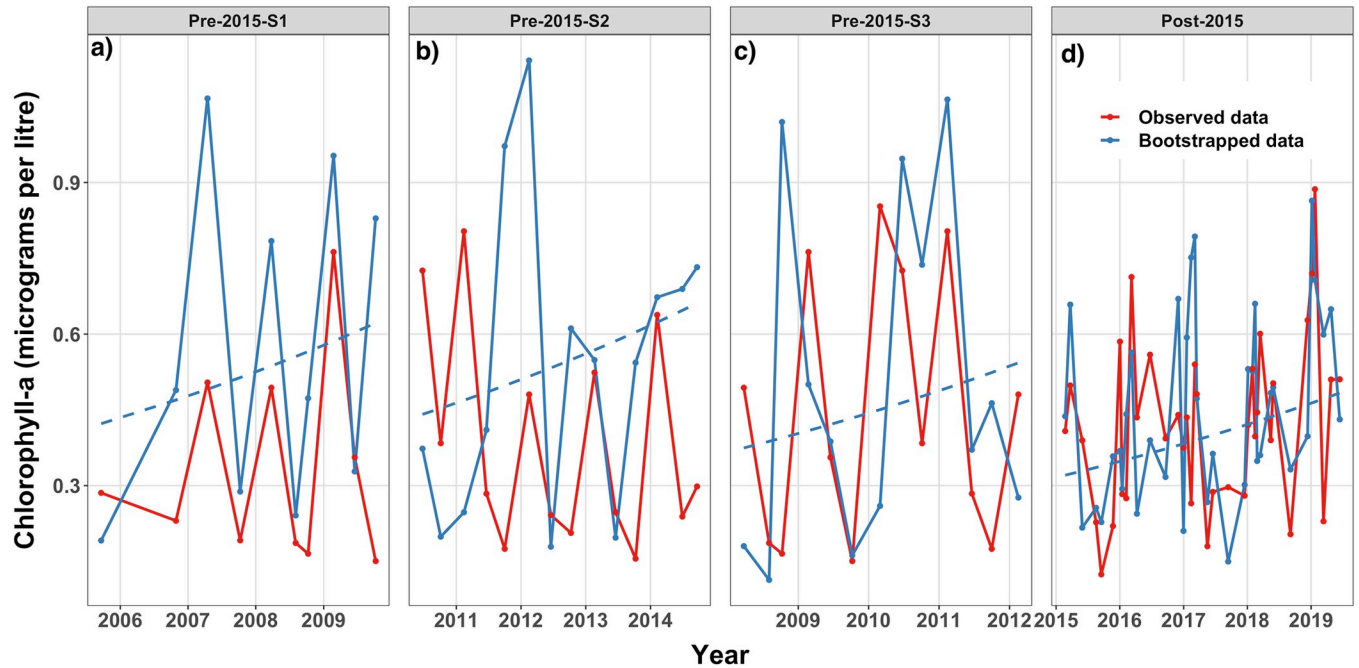 Pre-2015-S1 Pre-2015-S2 Pre-2015-S3 Post-2015
a) b) c) d)
Observed data
Bootstrapped data
0.9
0.6
0.3
Chlorophyll-a (micrograms per litre)
2006 2007 2008 2009 2011 2012 2013 2014 2009 2010 2011 2012 2015 2016 2017 2018 2019
Year